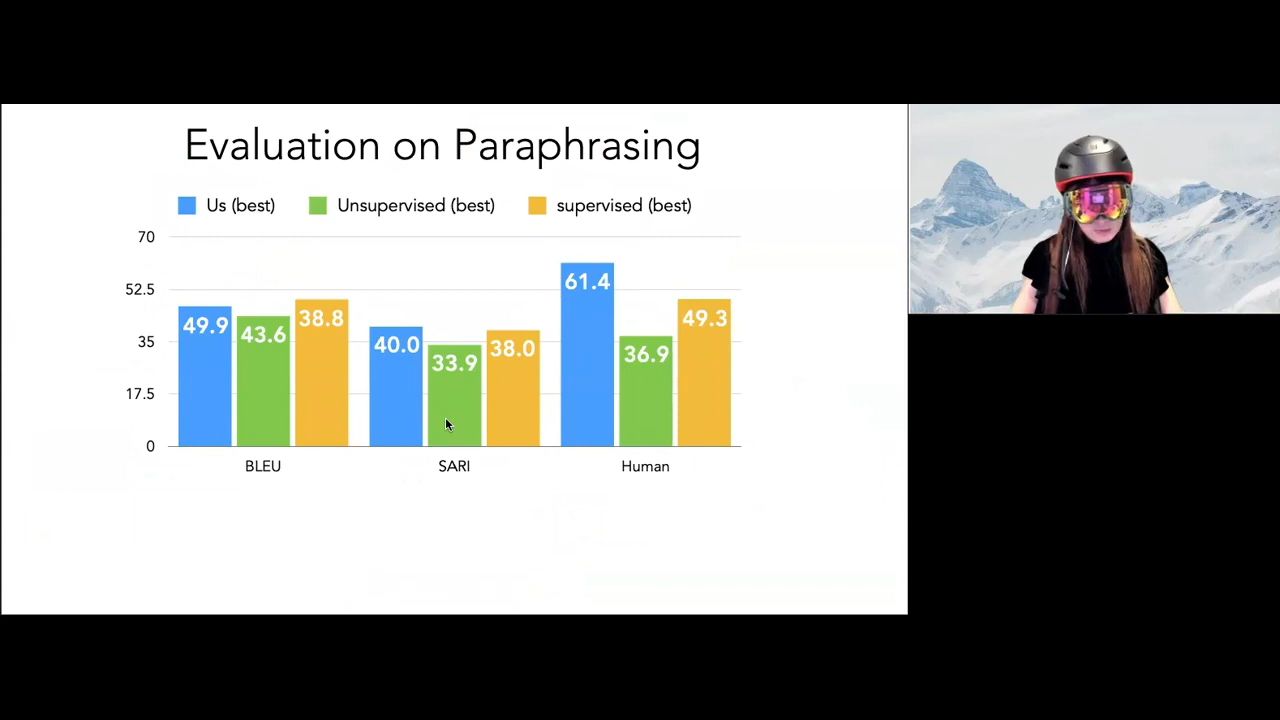 Evaluation on Paraphrasing
Us (best) Unsupervised (best) supervised (best)
70
52.5
35
17.5
0
49.9 43.6 38.8
40.0 33.9 38.0
61.4 36.9 49.3
BLEU SARI Human